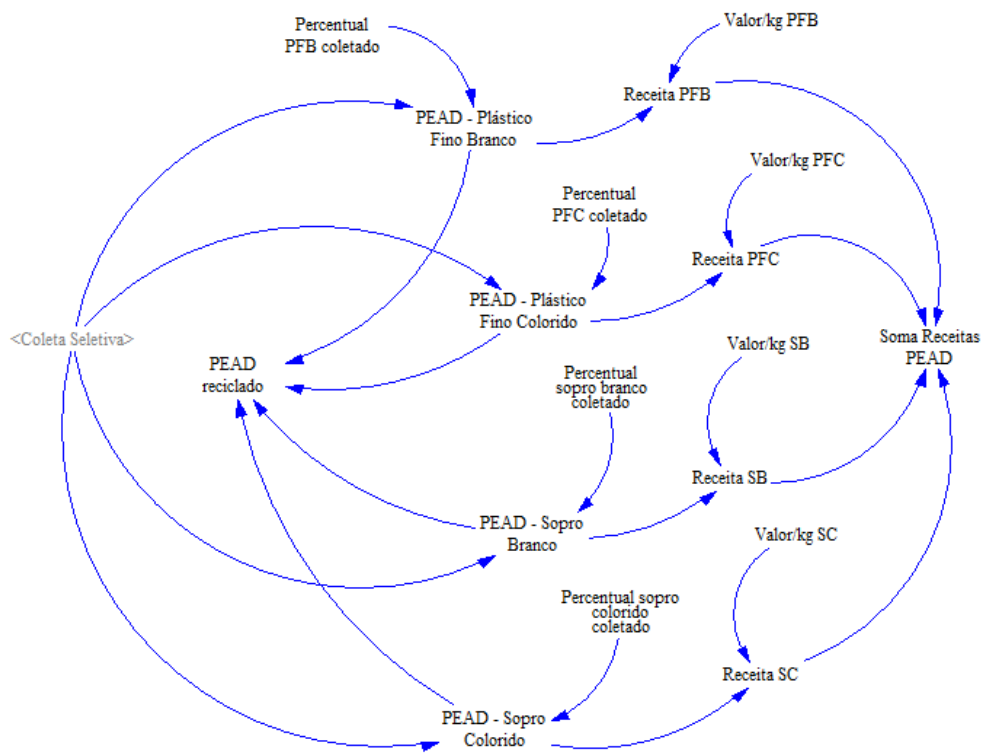 Percentual
PFB coletado
Valor/kg PFB
PEAD - Plástico
Fino Branco
Receita PFB
Valor/kg PFC
Percentual
PFC coletado
Receita PFC
PEAD - Plástico
Fino Colorido
<Coleta Seletiva>
Soma Receitas
PEAD
PEAD
reciclado
Valor/kg SB
Percentual
sopro branco
coletado
Receita SB
PEAD - Sopro
Branco
Valor/kg SC
Percentual sopro
colorido
coletado
Receita SC
PEAD - Sopro
Colorido